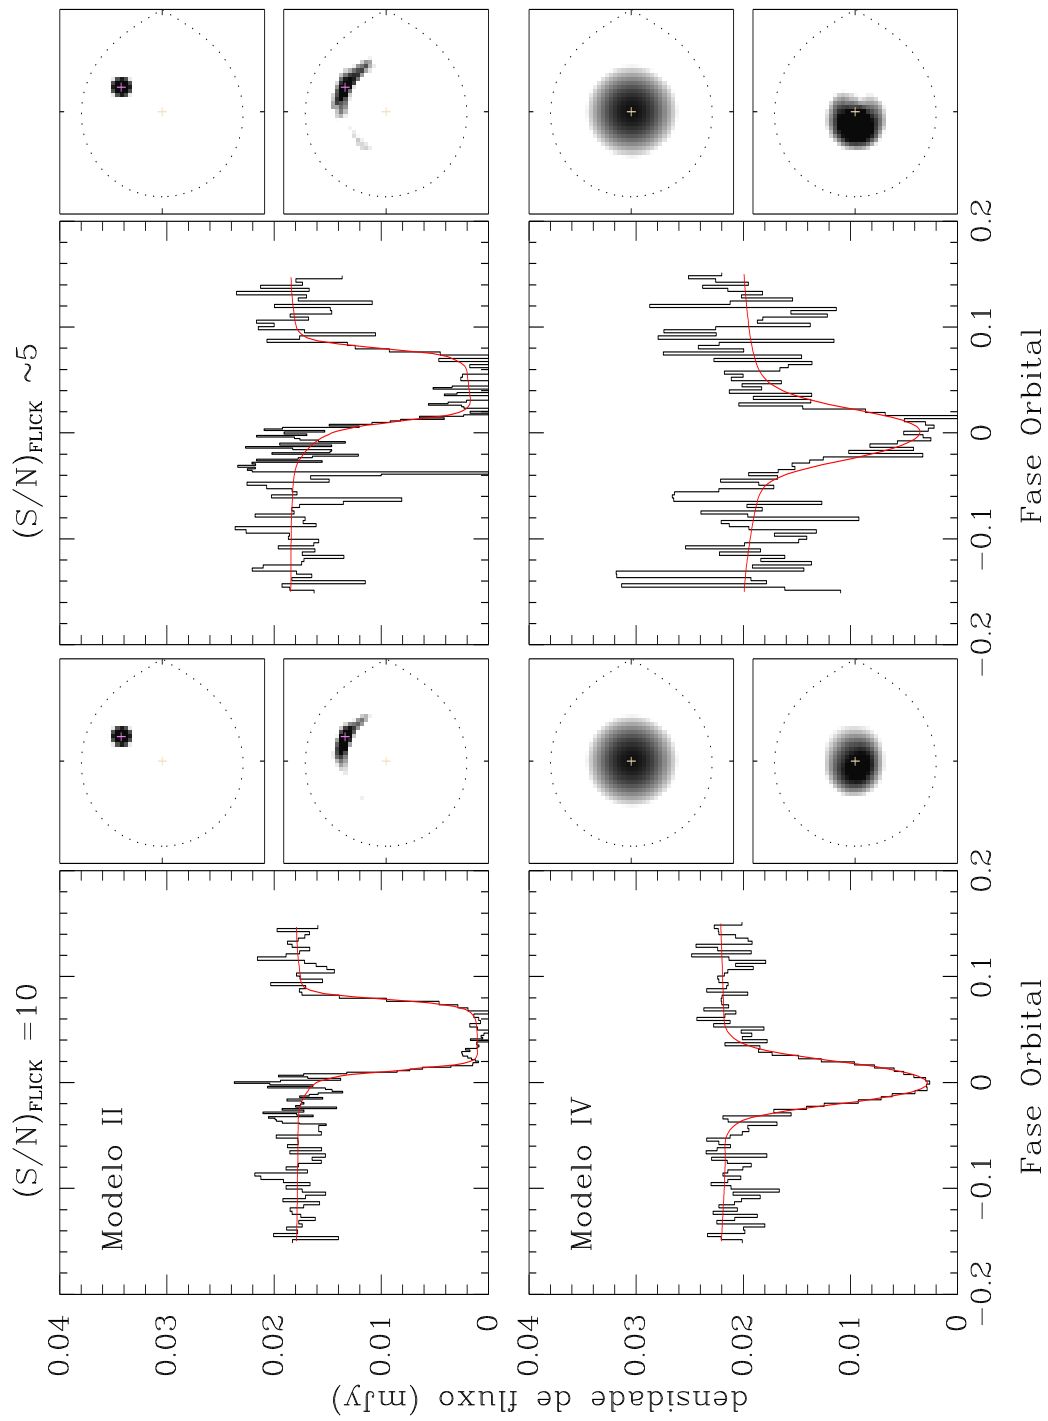 (S/N)FLICK =10
(S/N)FLICK ~5
Modelo II
0.04
0.03
0.02
0.01
0
−0.2
−0.1
0
0.1
0.2
Modelo IV
0.04
0.03
0.02
0.01
0
−0.2
−0.1
0
0.1
0.2
densidade de fluxo (mJy)
Fase Orbital
Fase Orbital